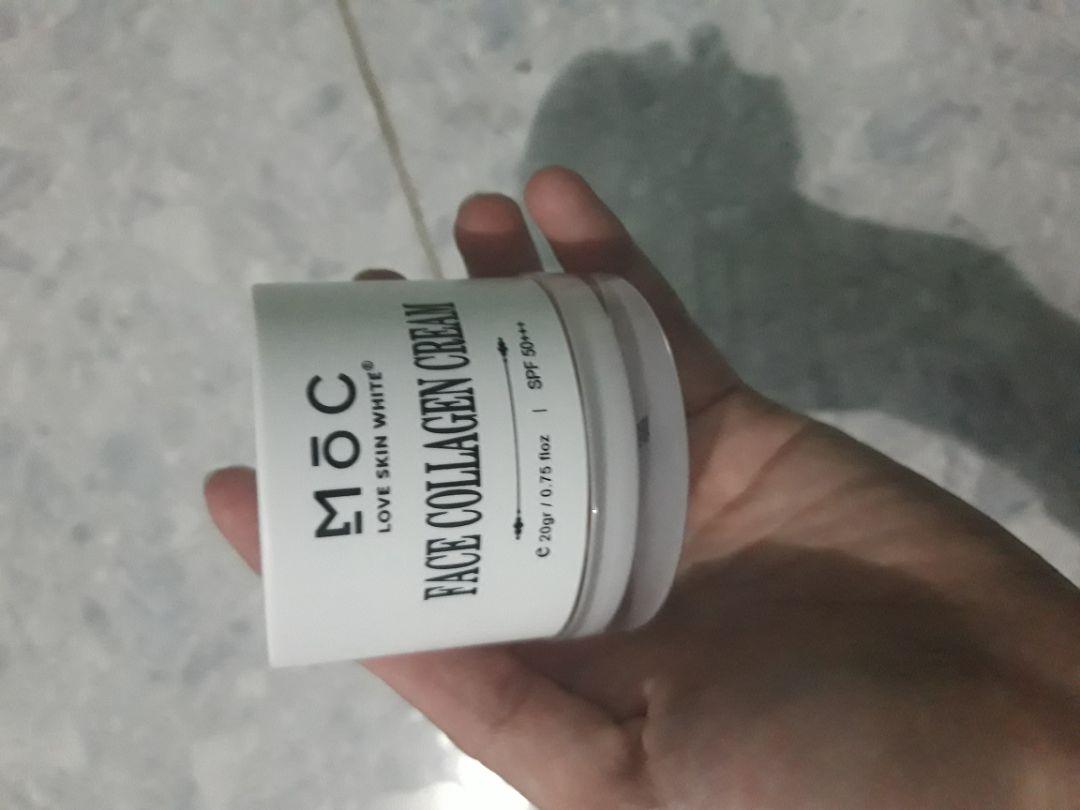 MōC
LOVE SKIN WHITE®
FACE COLLAGEN CREAM
℮ 20gr / 0.75 floz | SPF 50+++